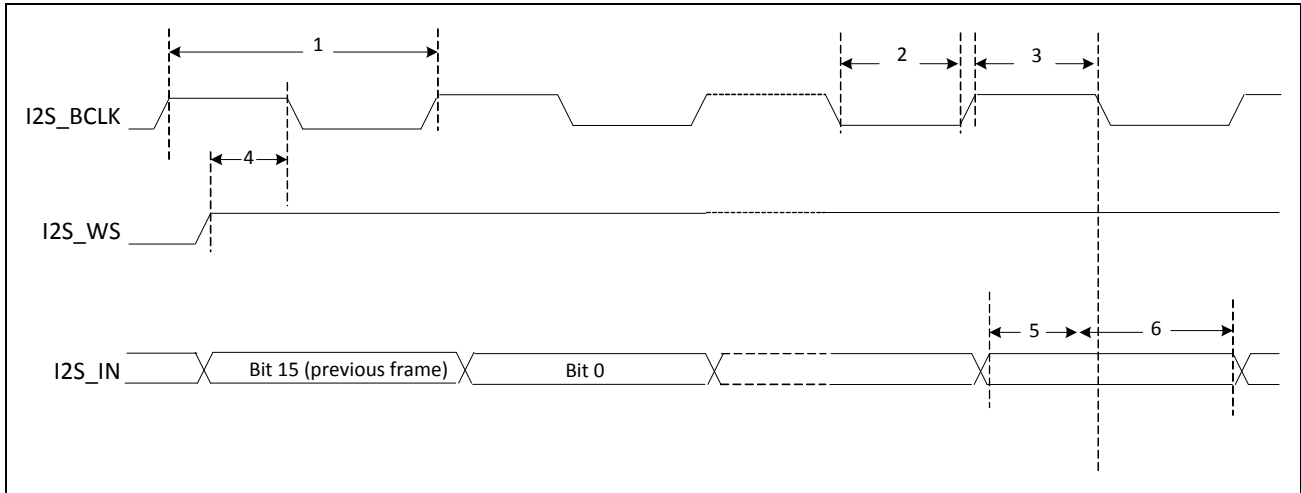 1
2
3
I2S_BCLK
4
I2S_WS
5
6
I2S_IN
Bit 15 (previous frame)
Bit 0